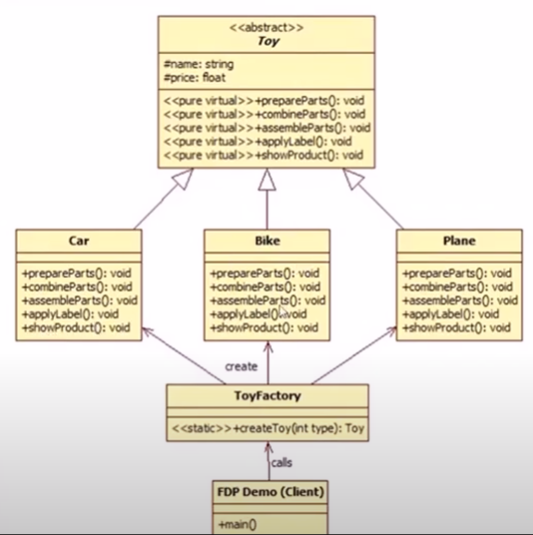 <<abstract>>
Toy
#name: string
#price: float
<<pure virtual>>+prepareParts(): void
<<pure virtual>>+combineParts(): void
<<pure virtual>>+assembleParts(): void
<<pure virtual>>+applyLabel(): void
<<pure virtual>>+showProduct(): void
Car
+prepareParts(): void
+combineParts(): void
+assembleParts(): void
+applyLabel(): void
+showProduct(): void
Bike
+prepareParts(): void
+combineParts(): void
+assembleParts(): void
+applyLabel(): void
+showProduct(): void
Plane
+prepareParts(): void
+combineParts(): void
+assembleParts(): void
+applyLabel(): void
+showProduct(): void
create
ToyFactory
<<static>>+createToy(int type): Toy
calls
FDP Demo (Client)
+main()